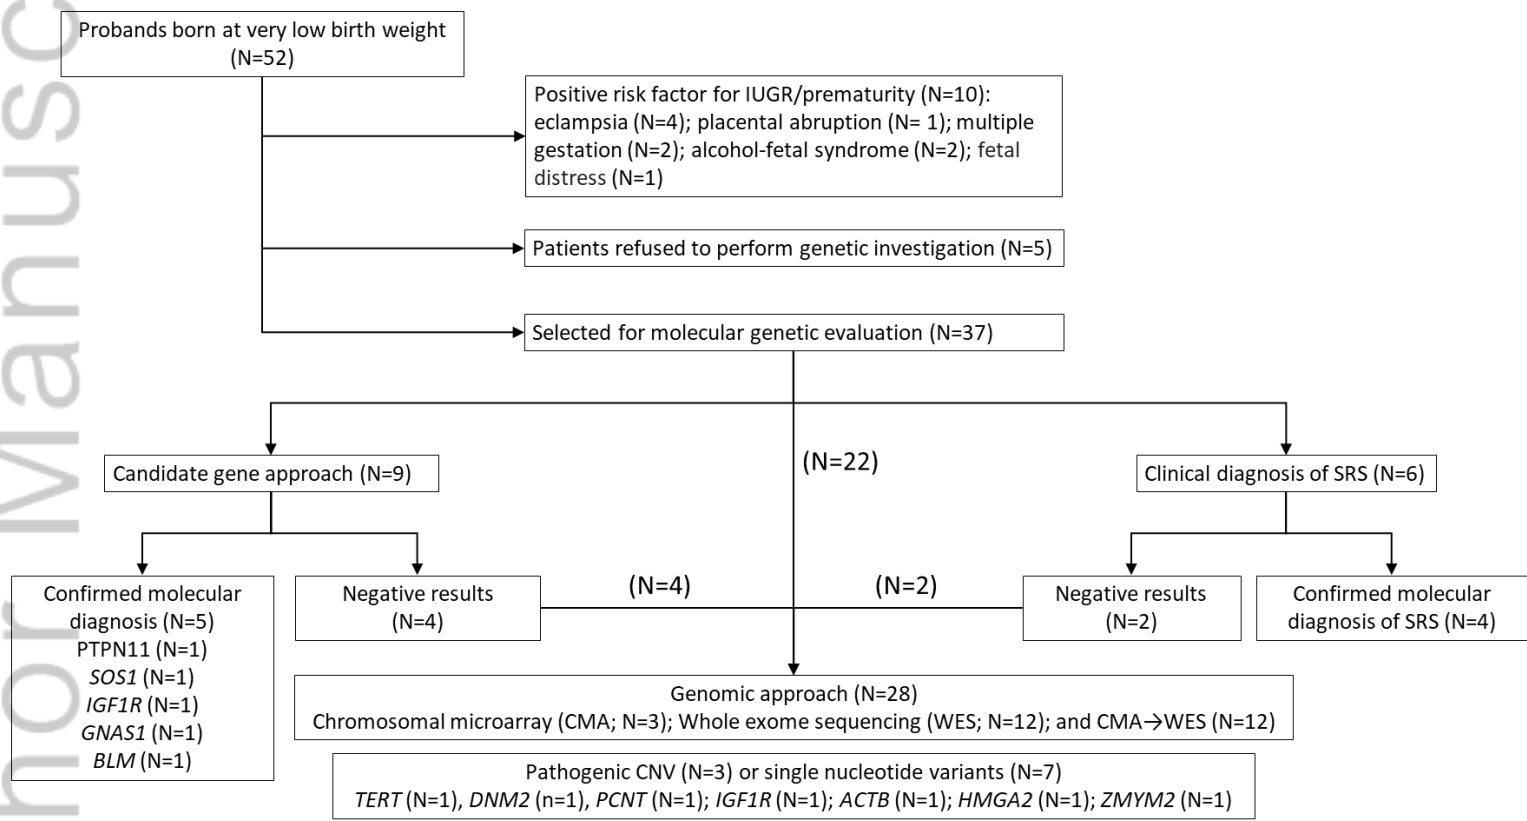 Probands born at very low birth weight
(N=52)
Positive risk factor for IUGR/prematurity (N=10):
eclampsia (N=4); placental abruption (N= 1); multiple
gestation (N=2); alcohol-fetal syndrome (N=2); fetal
distress (N=1)
Patients refused to perform genetic investigation (N=5)
Selected for molecular genetic evaluation (N=37)
Candidate gene approach (N=9)
(N=22)
Clinical diagnosis of SRS (N=6)
Confirmed molecular
diagnosis (N=5)
PTPN11 (N=1)
SOS1 (N=1)
IGF1R (N=1)
GNAS1 (N=1)
BLM (N=1)
Negative results
(N=4)
(N=4)
(N=2)
Negative results
(N=2)
Confirmed molecular
diagnosis of SRS (N=4)
Genomic approach (N=28)
Chromosomal microarray (CMA; N=3); Whole exome sequencing (WES; N=12); and CMA→WES (N=12)
Pathogenic CNV (N=3) or single nucleotide variants (N=7)
TERT (N=1), DNM2 (n=1), PCNT (N=1); IGF1R (N=1); ACTB (N=1); HMGA2 (N=1); ZMYM2 (N=1)
hor Manusc